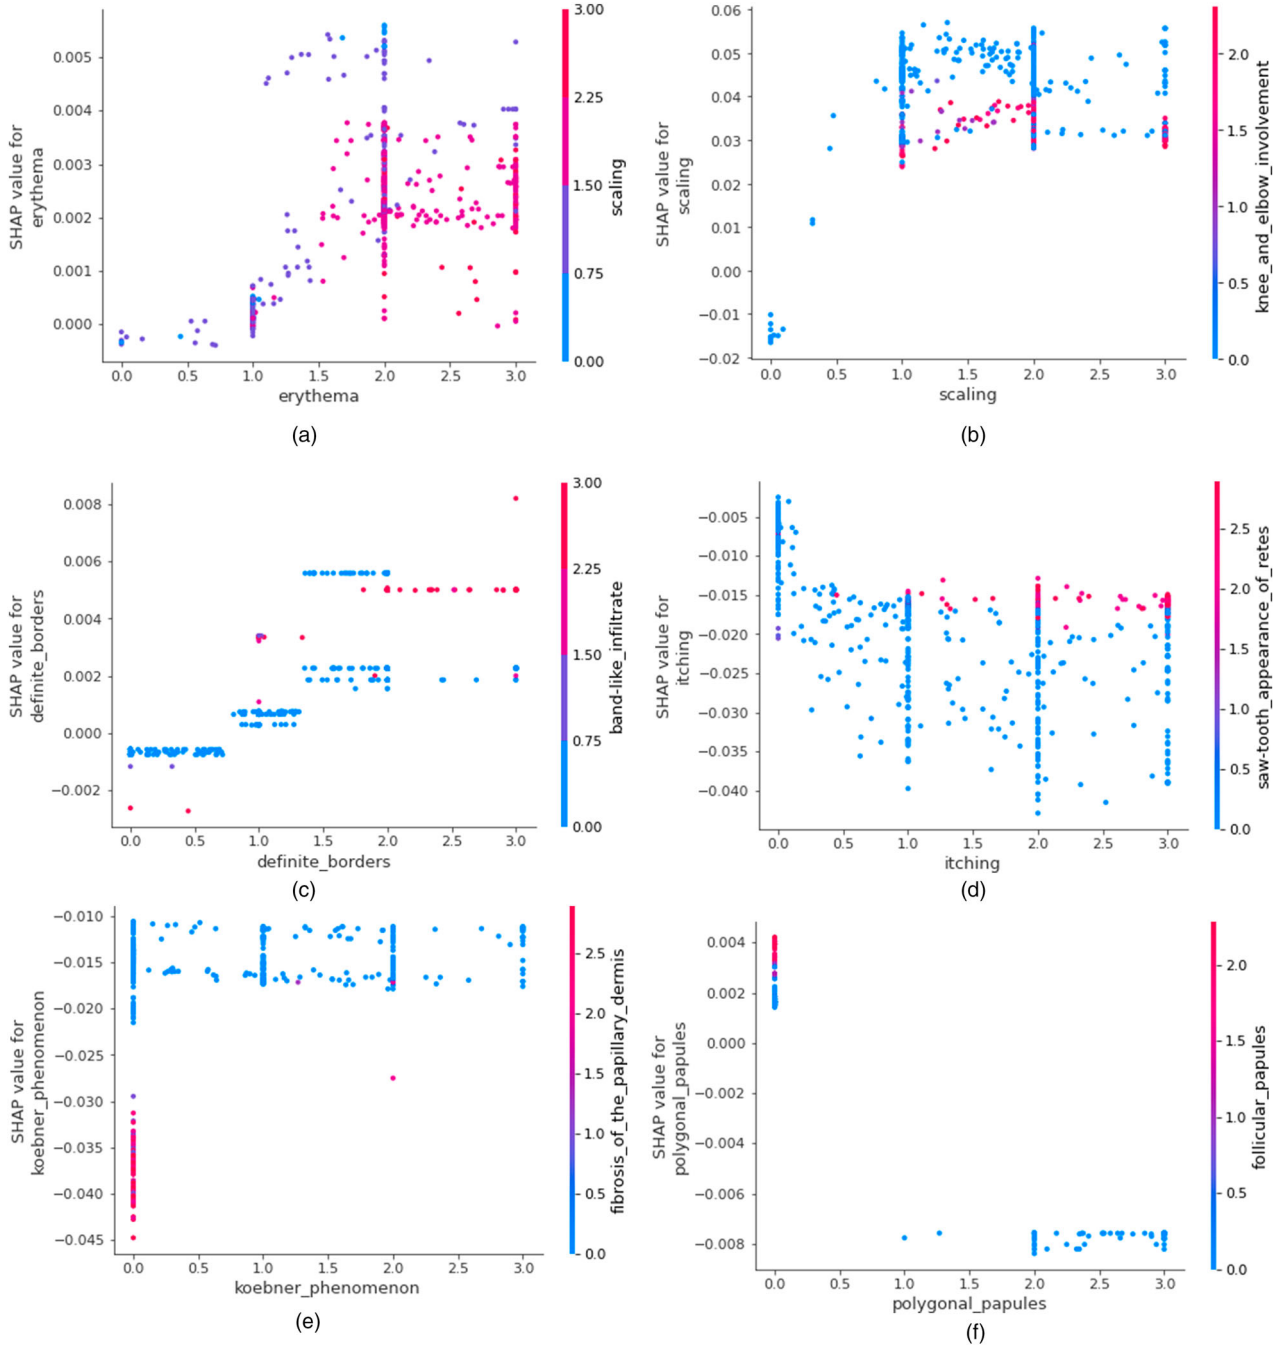 SHAP value for
erythema
0.005
0.004
0.003
0.002
0.001
0.000
0.0 0.5 1.0 1.5 2.0 2.5 3.0
erythema
3.00
2.25
1.50
0.75
0.00
scaling
(a)
SHAP value for
scaling
0.06
0.05
0.04
0.03
0.02
0.01
0.00
−0.01
−0.02
0.0 0.5 1.0 1.5 2.0 2.5 3.0
scaling
2.0
1.5
1.0
0.5
0.0
knee_and_elbow_involvement
(b)
SHAP value for
definite_borders
0.008
0.006
0.004
0.002
0.000
−0.002
0.0 0.5 1.0 1.5 2.0 2.5 3.0
definite_borders
3.00
2.25
1.50
0.75
0.00
band-like_infiltrate
(c)
SHAP value for
itching
−0.005
−0.010
−0.015
−0.020
−0.025
−0.030
−0.035
−0.040
0.0 0.5 1.0 1.5 2.0 2.5 3.0
itching
2.5
2.0
1.5
1.0
0.5
0.0
saw-tooth_appearance_of_retes
(d)
SHAP value for
koebner_phenomenon
−0.010
−0.015
−0.020
−0.025
−0.030
−0.035
−0.040
−0.045
0.0 0.5 1.0 1.5 2.0 2.5 3.0
koebner_phenomenon
2.5
2.0
1.5
1.0
0.5
0.0
fibrosis_of_the_papillary_dermis
(e)
SHAP value for
polygonal_papules
0.004
0.002
0.000
−0.002
−0.004
−0.006
−0.008
0.0 0.5 1.0 1.5 2.0 2.5 3.0
polygonal_papules
2.0
1.5
1.0
0.5
0.0
follicular_papules
(f)